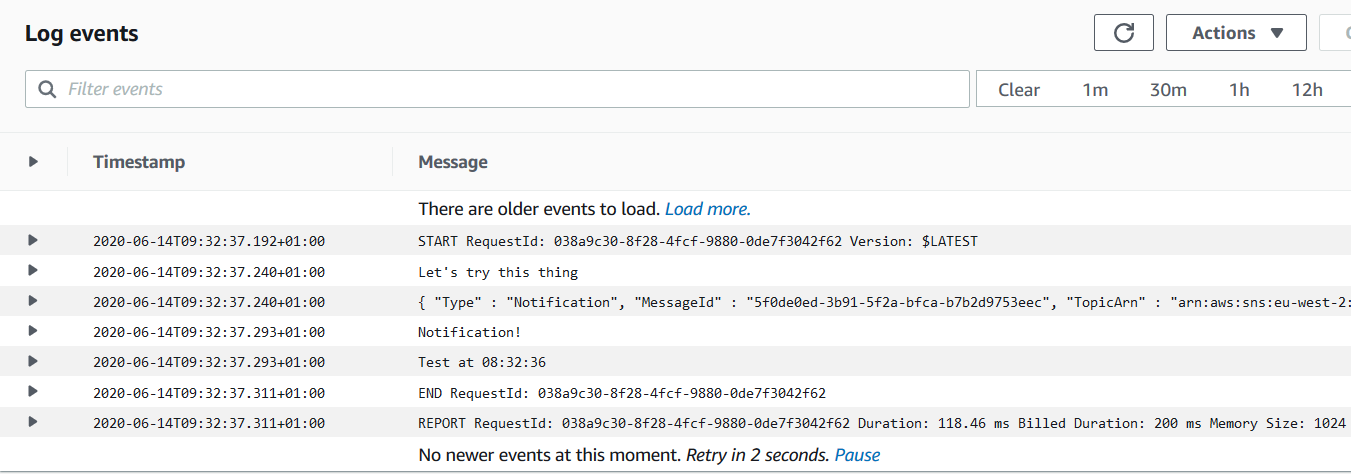 Log events
Actions
Filter events
Clear 1m 30m 1h 12h
Timestamp Message
There are older events to load. Load more.
2020-06-14T09:32:37.192+01:00 START RequestId: 038a9c30-8f28-4fcf-9880-0de7f3042f62 Version: $LATEST
2020-06-14T09:32:37.240+01:00 Let's try this thing
2020-06-14T09:32:37.240+01:00 { "Type" : "Notification", "MessageId" : "5f0de0ed-3b91-5f2a-bfca-b7b2d9753eec", "TopicArn" : "arn:aws:sns:eu-west-2:
2020-06-14T09:32:37.293+01:00 Notification!
2020-06-14T09:32:37.293+01:00 Test at 08:32:36
2020-06-14T09:32:37.311+01:00 END RequestId: 038a9c30-8f28-4fcf-9880-0de7f3042f62
2020-06-14T09:32:37.311+01:00 REPORT RequestId: 038a9c30-8f28-4fcf-9880-0de7f3042f62 Duration: 118.46 ms Billed Duration: 200 ms Memory Size: 1024
No newer events at this moment. Retry in 2 seconds. Pause